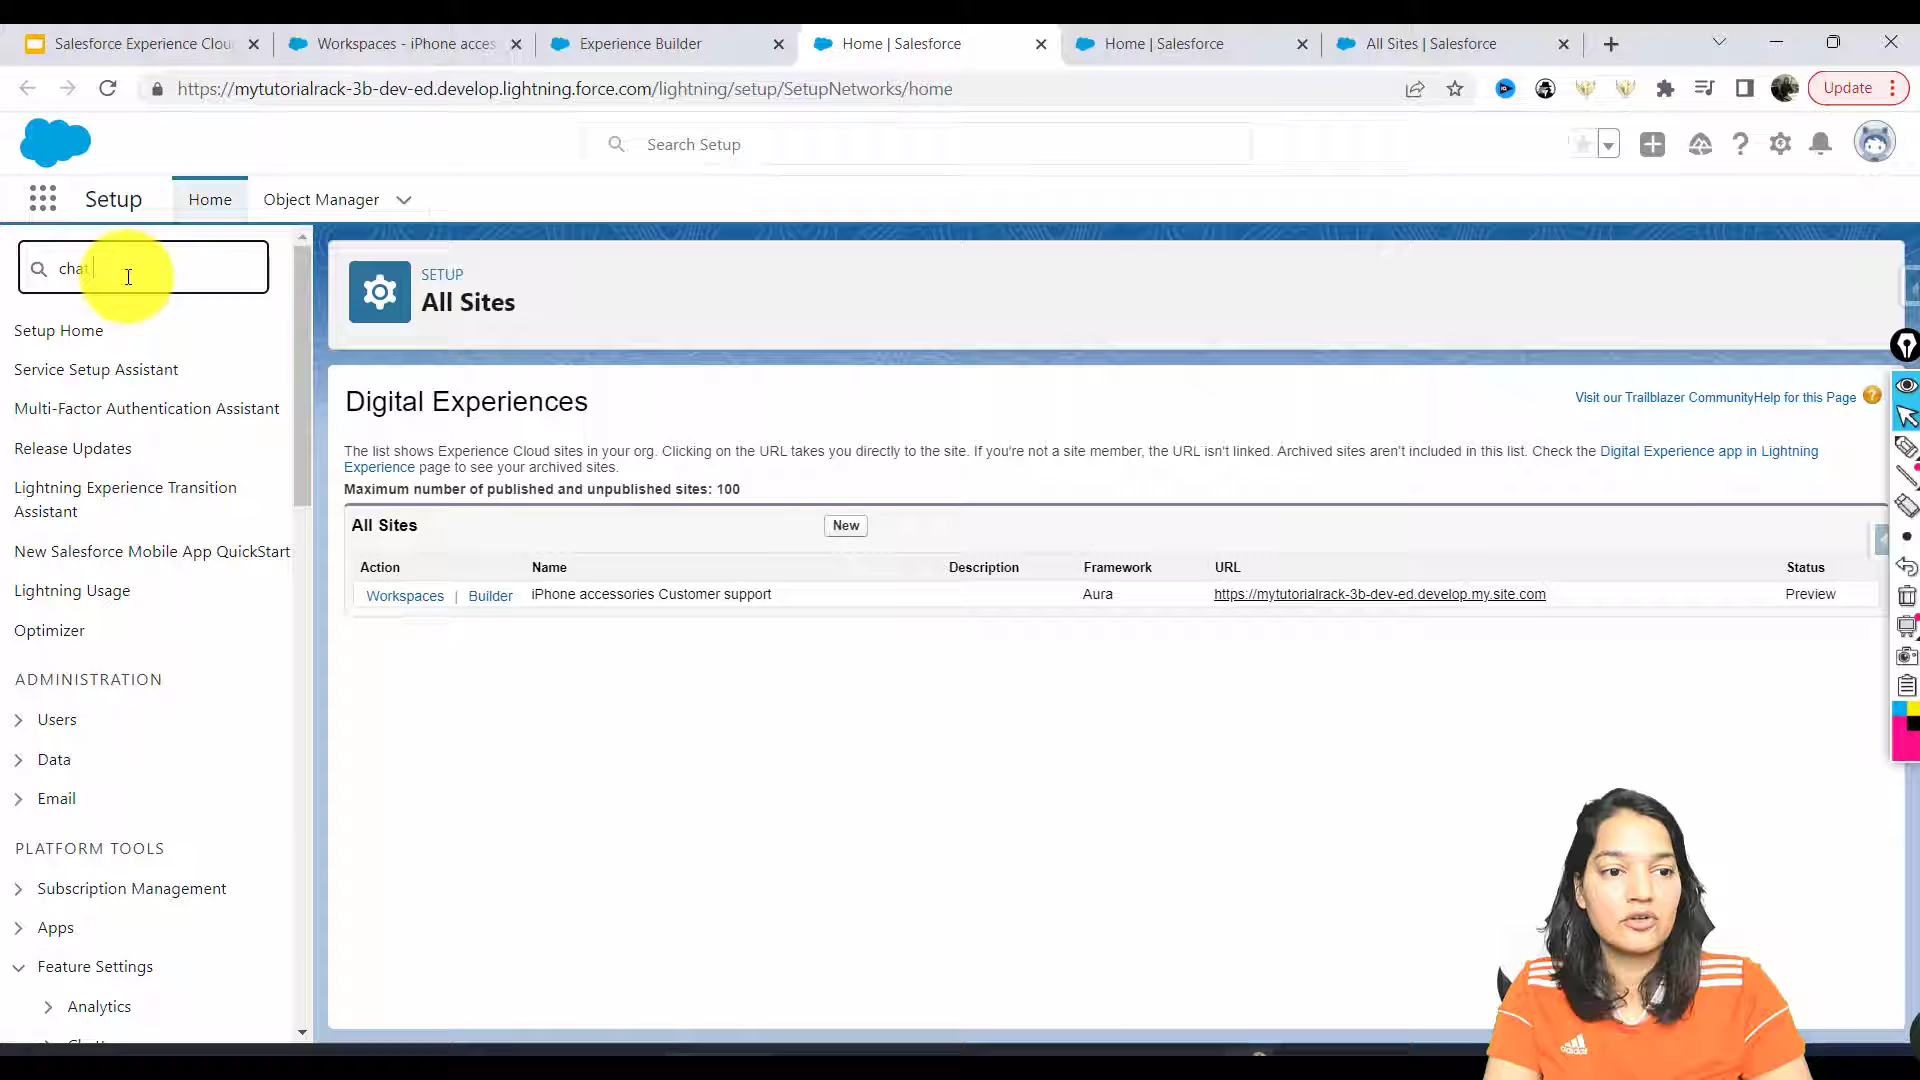 Salesforce Experience Clou
Workspaces - iPhone acces
Experience Builder
Home | Salesforce
Home | Salesforce
All Sites | Salesforce
https://mytutorialrack-3b-dev-ed.develop.lightning.force.com/lightning/setup/SetupNetworks/home
Update
Search Setup
Setup
Home
Object Manager
chat
Setup Home
Service Setup Assistant
Multi-Factor Authentication Assistant
Release Updates
Lightning Experience Transition
Assistant
New Salesforce Mobile App QuickStart
Lightning Usage
Optimizer
ADMINISTRATION
Users
Data
Email
PLATFORM TOOLS
Subscription Management
Apps
Feature Settings
Analytics
SETUP
All Sites
Digital Experiences
Visit our Trailblazer Community Help for this Page
The list shows Experience Cloud sites in your org. Clicking on the URL takes you directly to the site. If you're not a site member, the URL isn't linked. Archived sites aren't included in this list. Check the Digital Experience app in Lightning
Experience page to see your archived sites.
Maximum number of published and unpublished sites: 100
All Sites
New
Action Name Description Framework URL Status
Workspaces | Builder iPhone accessories Customer support Aura https://mytutorialrack-3b-dev-ed.develop.my.site.com Preview
adidas